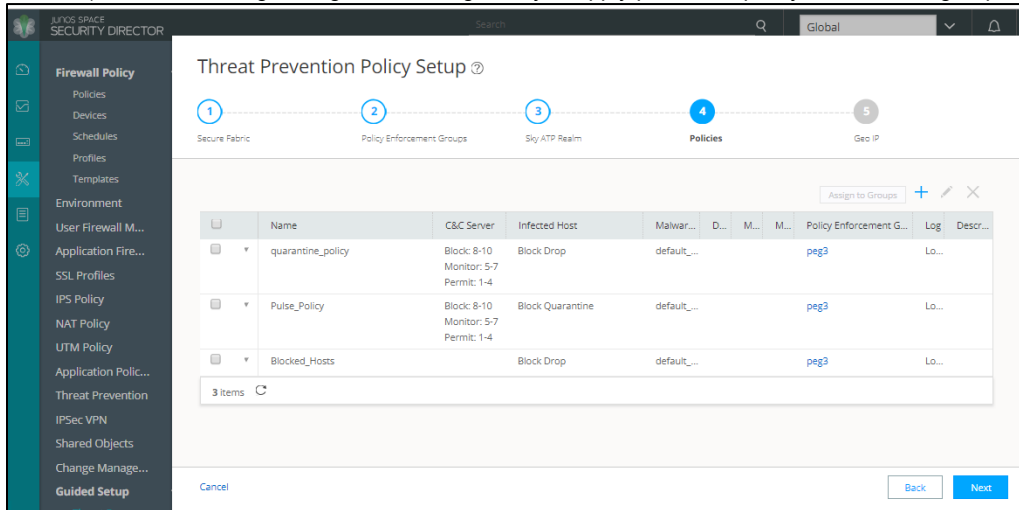 JUNOS SPACE
SECURITY DIRECTOR
Search
Global
Firewall Policy
Policies
Devices
Schedules
Profiles
Templates
Environment
User Firewall M...
Application Fire...
SSL Profiles
IPS Policy
NAT Policy
UTM Policy
Application Polic...
Threat Prevention
IPSec VPN
Shared Objects
Change Manage...
Guided Setup
Threat Prevention Policy Setup ?
1 2 3 4 5
Secure Fabric Policy Enforcement Groups Sky ATP Realm Policies Geo IP
Assign to Groups
Name C&C Server Infected Host Malwar... D... M... M... Policy Enforcement G... Log Descr...
quarantine_policy Block: 8-10 Block Drop default_... peg3 Lo...
Monitor: 5-7
Permit: 1-4
Pulse_Policy Block: 8-10 Block Quarantine default_... peg3 Lo...
Monitor: 5-7
Permit: 1-4
Blocked_Hosts Block Drop default_... peg3 Lo...
3 items
Cancel Back Next